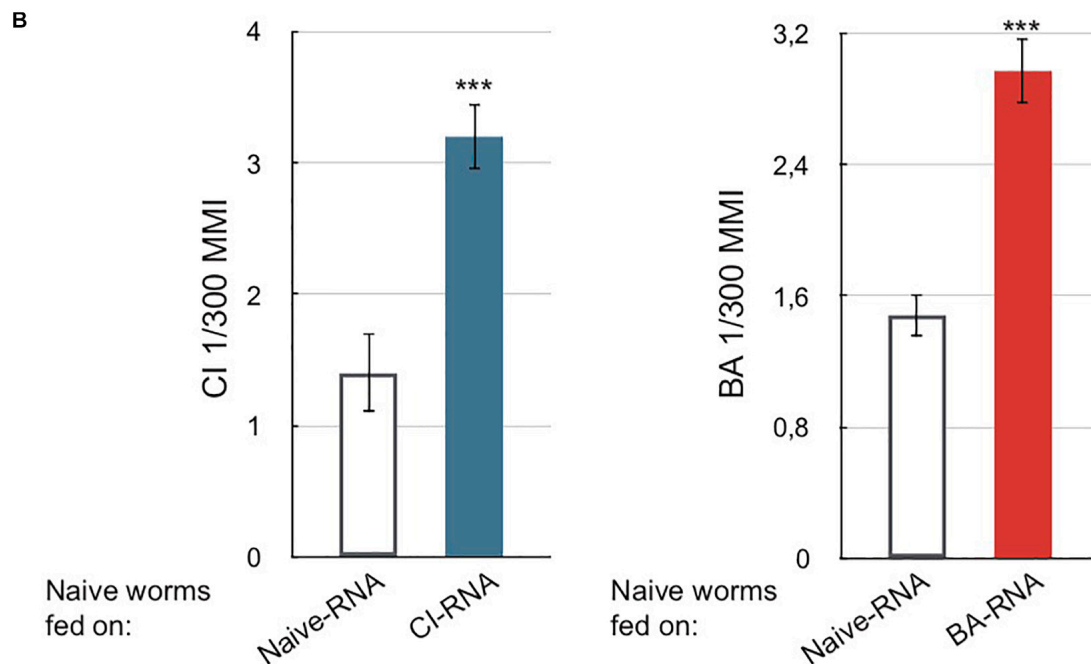 B
4
3
2
1
0
CI 1/300 MMI
***
Naive worms
fed on:
Naive-RNA
CI-RNA
3,2
2,4
1,6
0,8
0
BA 1/300 MMI
***
Naive worms
fed on:
Naive-RNA
BA-RNA